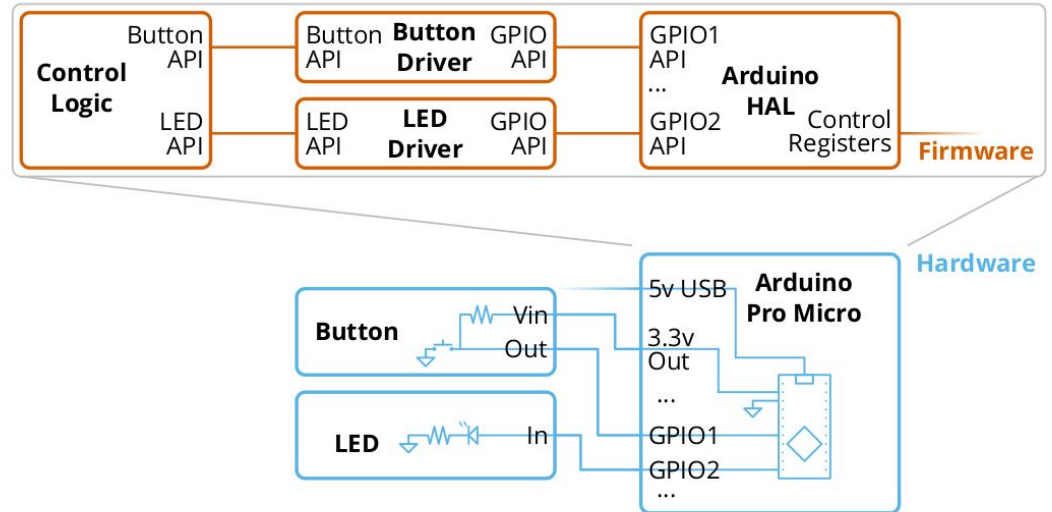 Control
Logic
Button
API
LED
API
Button
API
Button
Driver
GPIO
API
LED
API
LED
Driver
GPIO
API
GPIO1
API
...
GPIO2
API
Arduino
HAL
Control
Registers
Firmware
Hardware
Button
Vin
Out
LED
In
5v USB
3.3v
Out
...
GPIO1
GPIO2
...
Arduino
Pro Micro